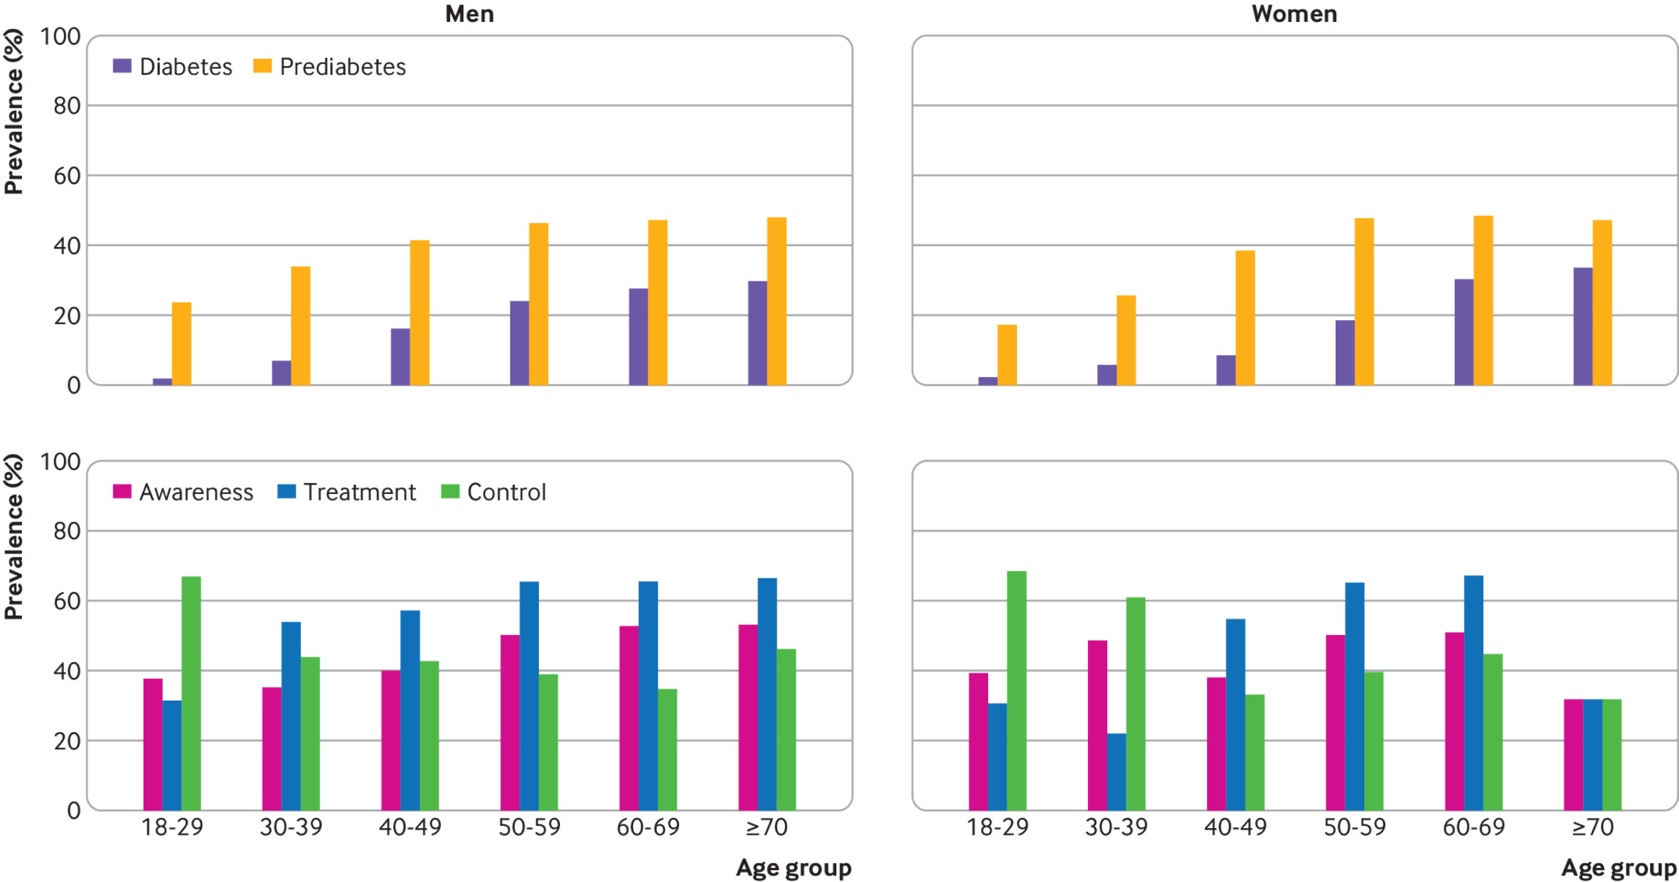 Men
Women
Prevalence (%)
100
80
60
40
20
0
Diabetes Prediabetes
Prevalence (%)
100
80
60
40
20
0
Awareness Treatment Control
18-29 30-39 40-49 50-59 60-69 ≥70
18-29 30-39 40-49 50-59 60-69 ≥70
Age group
Age group